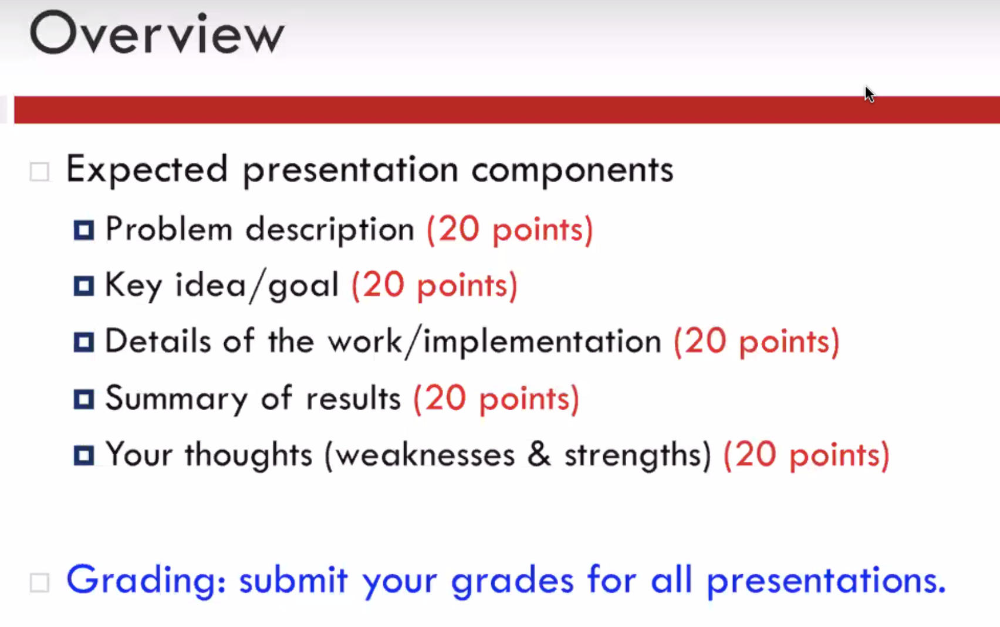 Overview
Expected presentation components
Problem description (20 points)
Key idea/goal (20 points)
Details of the work/implementation (20 points)
Summary of results (20 points)
Your thoughts (weaknesses & strengths) (20 points)
Grading: submit your grades for all presentations.